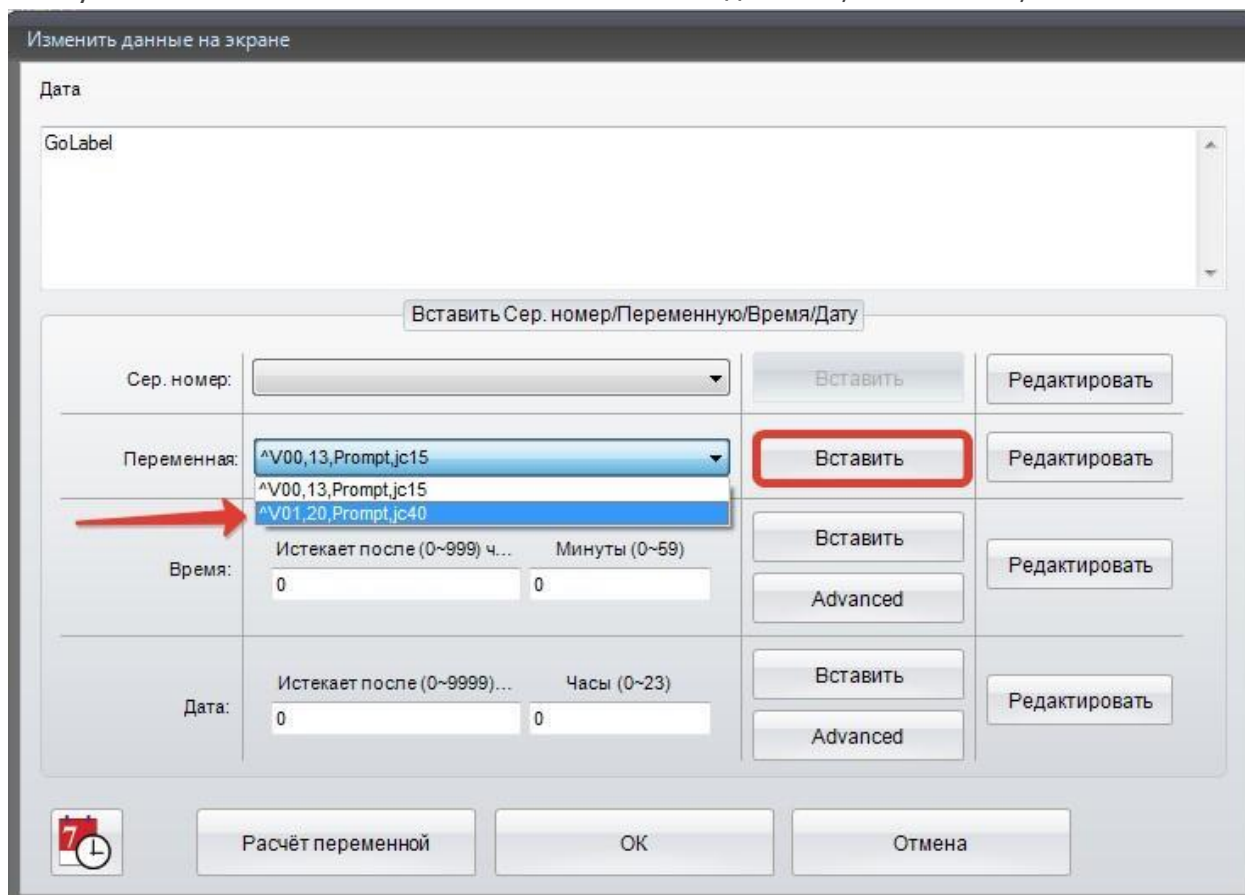 Изменить данные на экране
Дата
GoLabel
Вставить Сер. номер/Переменную/Время/Дату
Сер. номер:
Вставить
Редактировать
Переменная:
^V00,13,Prompt,jc15
Вставить
Редактировать
^V00,13,Prompt,jc15
^V01,20,Prompt,jc40
Время:
Истекает после (0~999) ч...
Минуты (0~59)
0
0
Вставить
Advanced
Редактировать
Дата:
Истекает после (0~9999)...
Часы (0~23)
0
0
Вставить
Advanced
Редактировать
7
Расчёт переменной
ОК
Отмена